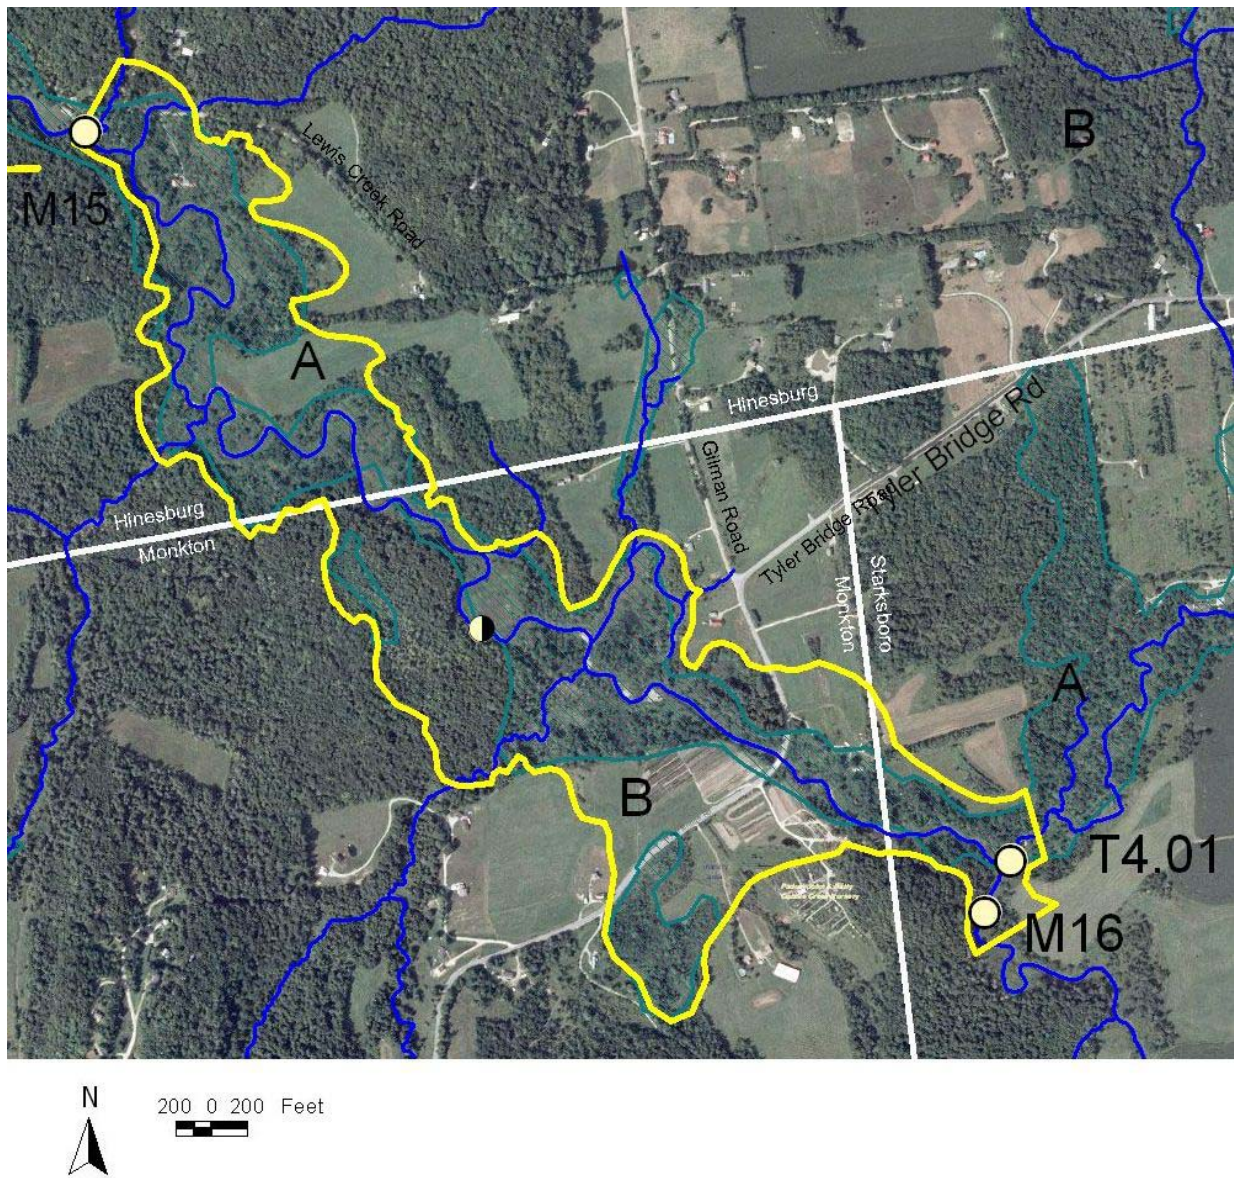 B
Lewis Creek Road
M15
A
Hinesburg
Tyler Bridge Rd
Gilman Road
Tyler Bridge Road
Hinesburg
Monkton
Starksboro
Monkton
A
B
T4.01
M16
N
200 0 200 Feet